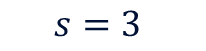 s = 3